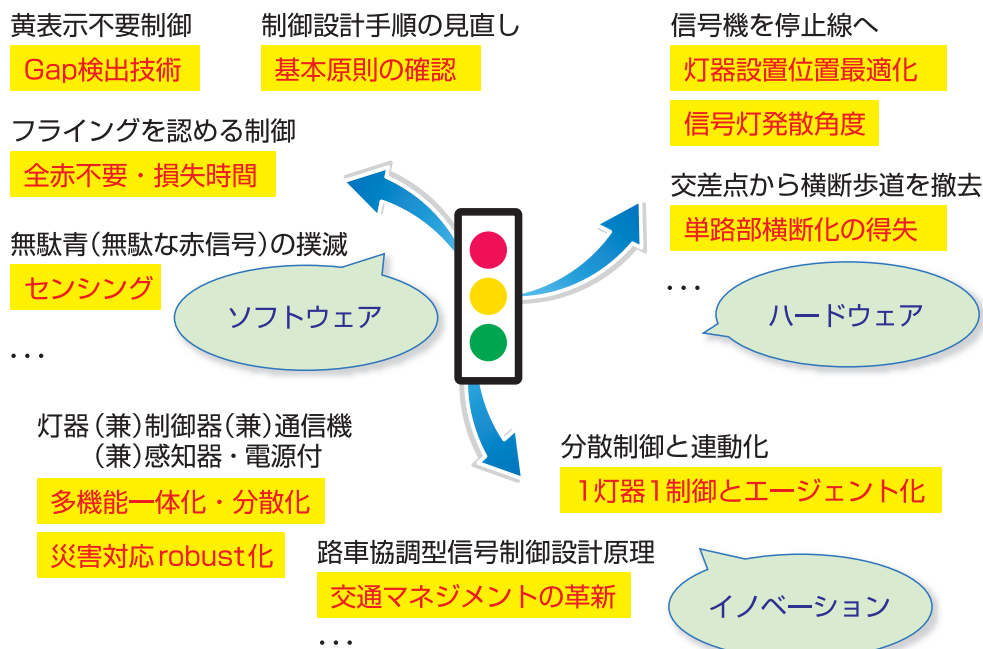 黄表示不要制御
Gap検出技術
制御設計手順の見直し
基本原則の確認
フライングを認める制御
全赤不要・損失時間
無駄青(無駄な赤信号)の撲滅
センシング
...
ソフトウェア
信号機を停止線へ
灯器設置位置最適化
信号灯発散角度
交差点から横断歩道を撤去
単路部横断化の得失
...
ハードウェア
灯器(兼)制御器(兼)通信機
(兼)感知器・電源付
多機能一体化・分散化
災害対応robust化
分散制御と連動化
1灯器1制御とエージェント化
路車協調型信号制御設計原理
交通マネジメントの革新
...
イノベーション